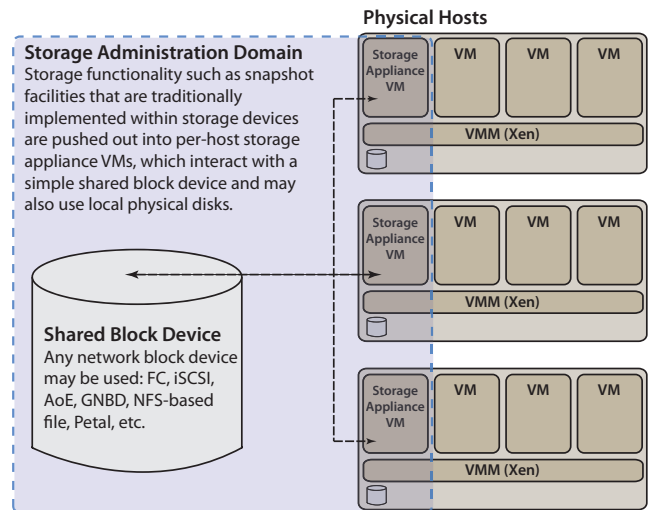 Physical Hosts
Storage Administration Domain
Storage functionality such as snapshot
facilities that are traditionally
implemented within storage devices
are pushed out into per-host storage
appliance VMs, which interact with a
simple shared block device and may
also use local physical disks.
Shared Block Device
Any network block device
may be used: FC, iSCSI,
AoE, GNBD, NFS-based
file, Petal, etc.
Storage
Appliance
VM
VM
VM
VM
VMM (Xen)
Storage
Appliance
VM
VM
VM
VM
VMM (Xen)
Storage
Appliance
VM
VM
VM
VM
VMM (Xen)